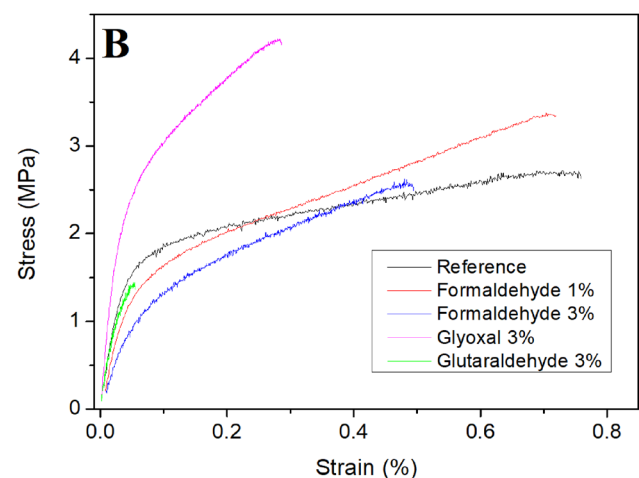 B
4
3
2
1
0
Stress (MPa)
Reference
Formaldehyde 1%
Formaldehyde 3%
Glyoxal 3%
Glutaraldehyde 3%
0.0 0.2 0.4 0.6 0.8
Strain (%)